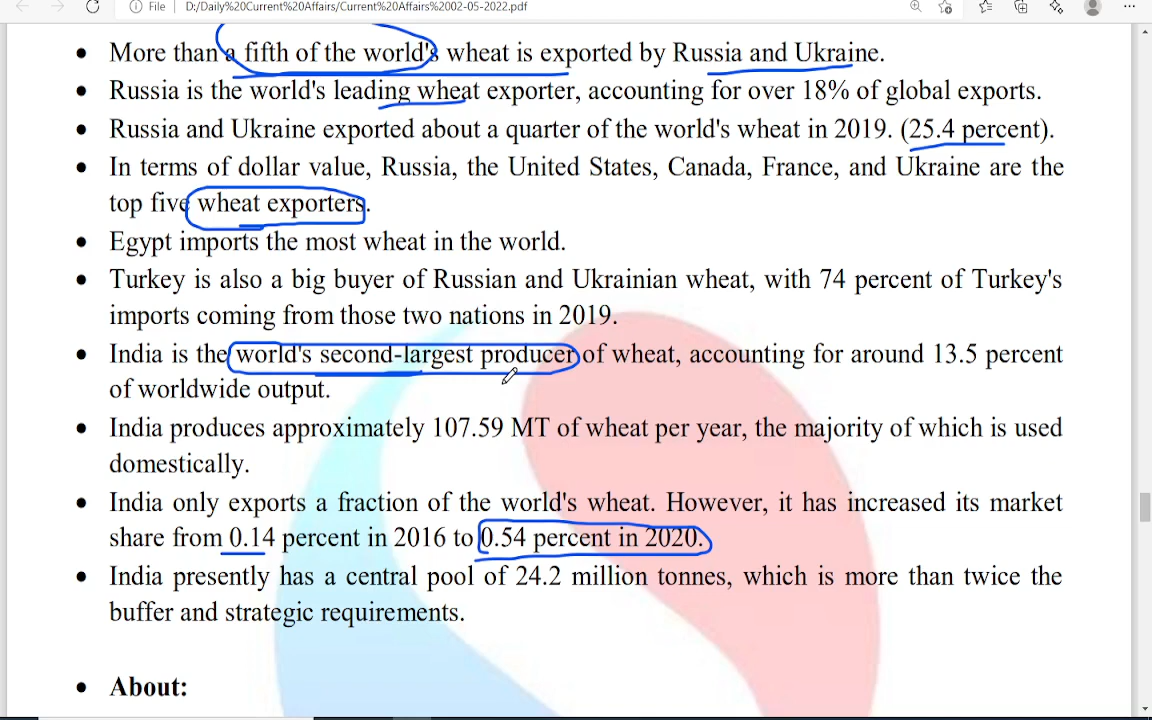 File | D:/Daily%20Current%20Affairs/Current%20Affairs%2002-05-2022.pdf
• More than a fifth of the world's wheat is exported by Russia and Ukraine.
• Russia is the world's leading wheat exporter, accounting for over 18% of global exports.
• Russia and Ukraine exported about a quarter of the world's wheat in 2019. (25.4 percent).
• In terms of dollar value, Russia, the United States, Canada, France, and Ukraine are the
top five wheat exporters.
• Egypt imports the most wheat in the world.
• Turkey is also a big buyer of Russian and Ukrainian wheat, with 74 percent of Turkey's
imports coming from those two nations in 2019.
• India is the world's second-largest producer of wheat, accounting for around 13.5 percent
of worldwide output.
• India produces approximately 107.59 MT of wheat per year, the majority of which is used
domestically.
• India only exports a fraction of the world's wheat. However, it has increased its market
share from 0.14 percent in 2016 to 0.54 percent in 2020.
• India presently has a central pool of 24.2 million tonnes, which is more than twice the
buffer and strategic requirements.
• About: